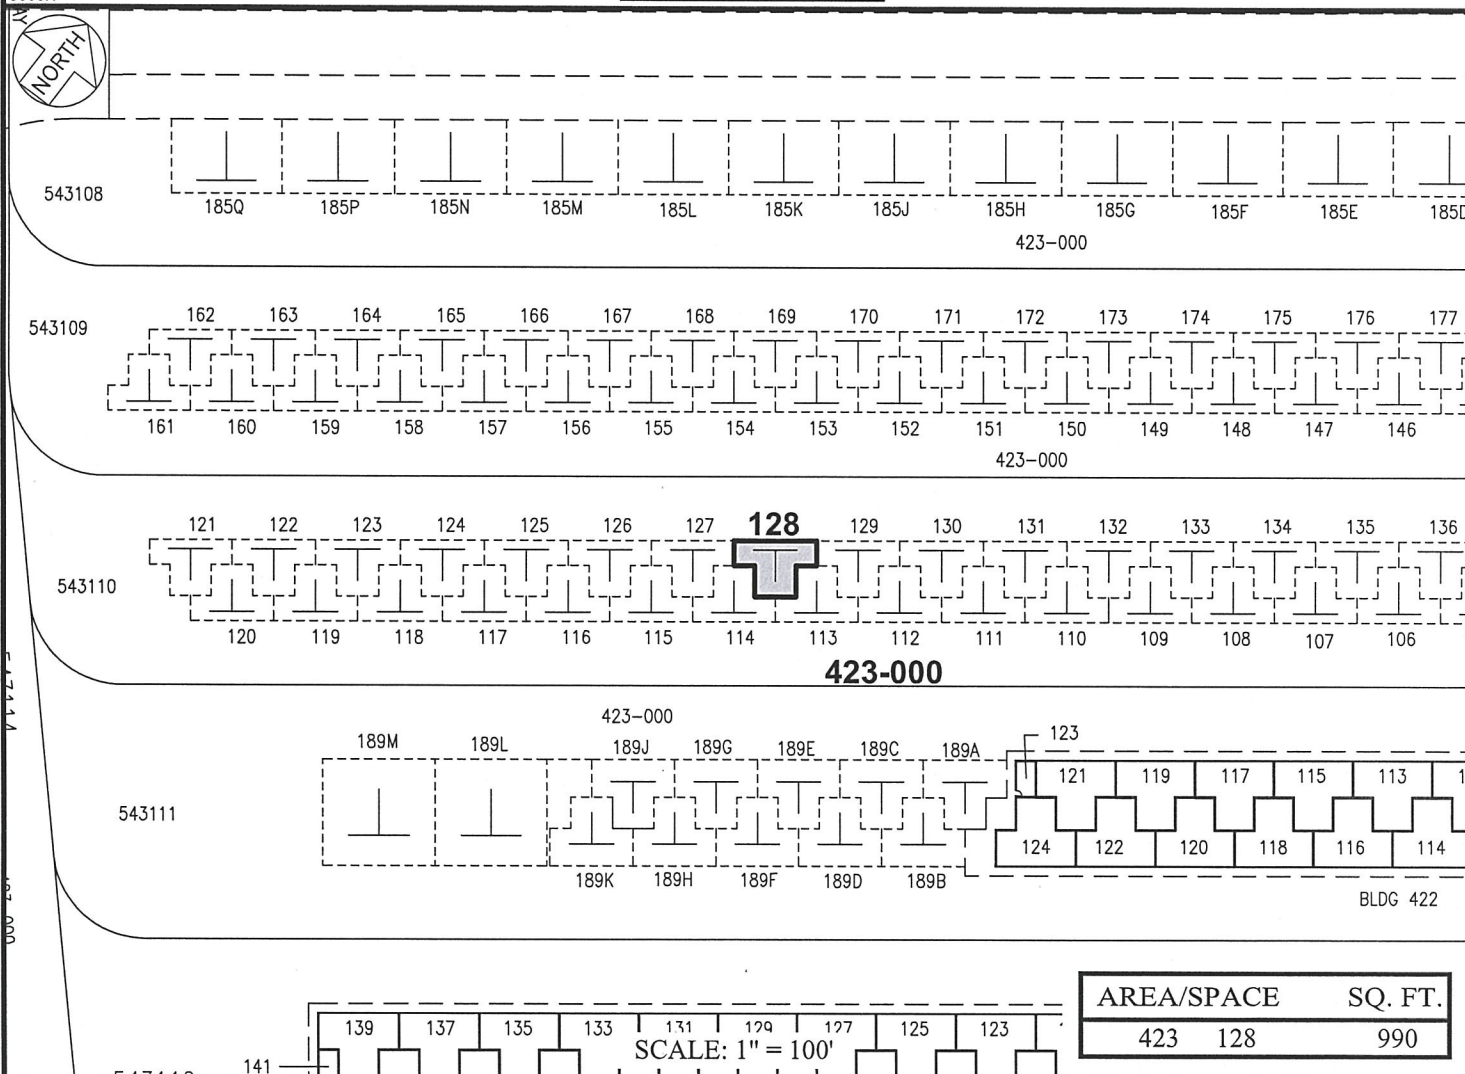 NORTH
543108
185Q 185P 185N 185M 185L 185K 185J 185H 185G 185F 185E
423-000
543109
162 163 164 165 166 167 168 169 170 171 172 173 174 175 176 177
161 160 159 158 157 156 155 154 153 152 151 150 149 148 147 146
423-000
121 122 123 124 125 126 127 128 129 130 131 132 133 134 135 136
543110
120 119 118 117 116 115 114 113 112 111 110 109 108 107 106
423-000
423-000
189M 189L 189J 189G 189E 189C 189A 123
121 119 117 115 113
543111
124 122 120 118 116 114
189K 189H 189F 189D 189B
BLDG 422
AREA/SPACE SQ. FT.
423 128 990
139 137 135 133 131 129 127 125 123
SCALE: 1" = 100'
141